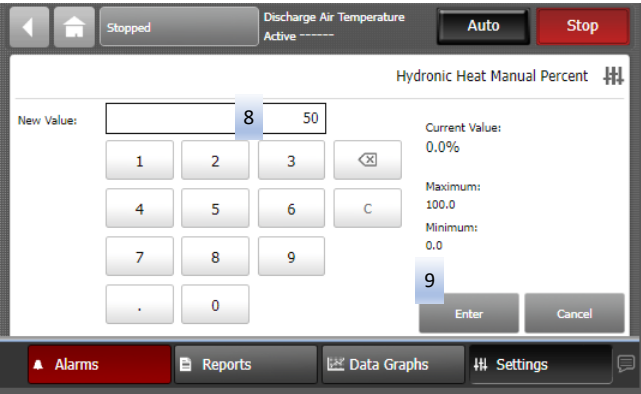 Stopped
Discharge Air Temperature
Active ------
Auto
Stop
Hydronic Heat Manual Percent
New Value:
8
50
1 2 3
4 5 6 C
7 8 9
. 0
Current Value:
0.0%
Maximum:
100.0
Minimum:
0.0
9
Enter
Cancel
Alarms
Reports
Data Graphs
Settings